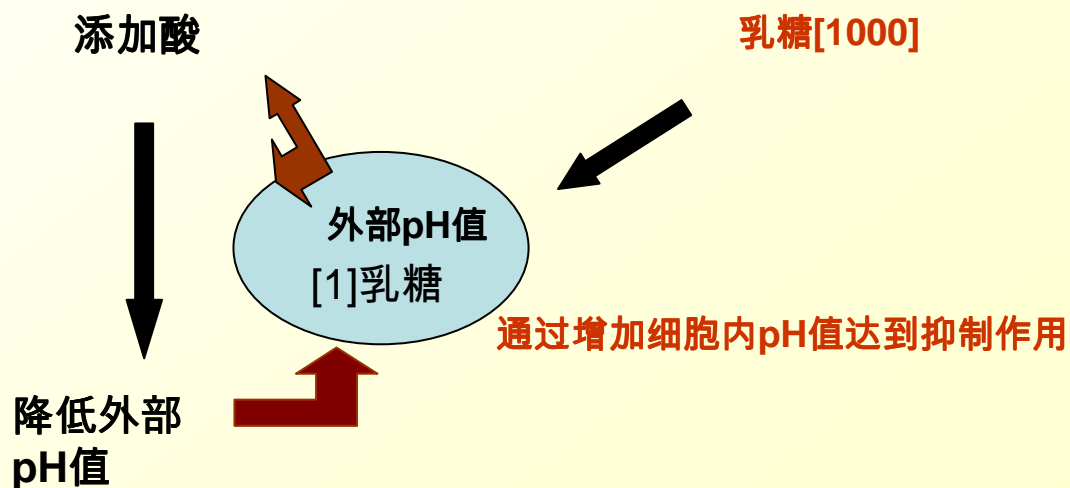 添加酸
乳糖[1000]
外部pH值
[1]乳糖
通过增加细胞内pH值达到抑制作用
降低外部
pH值